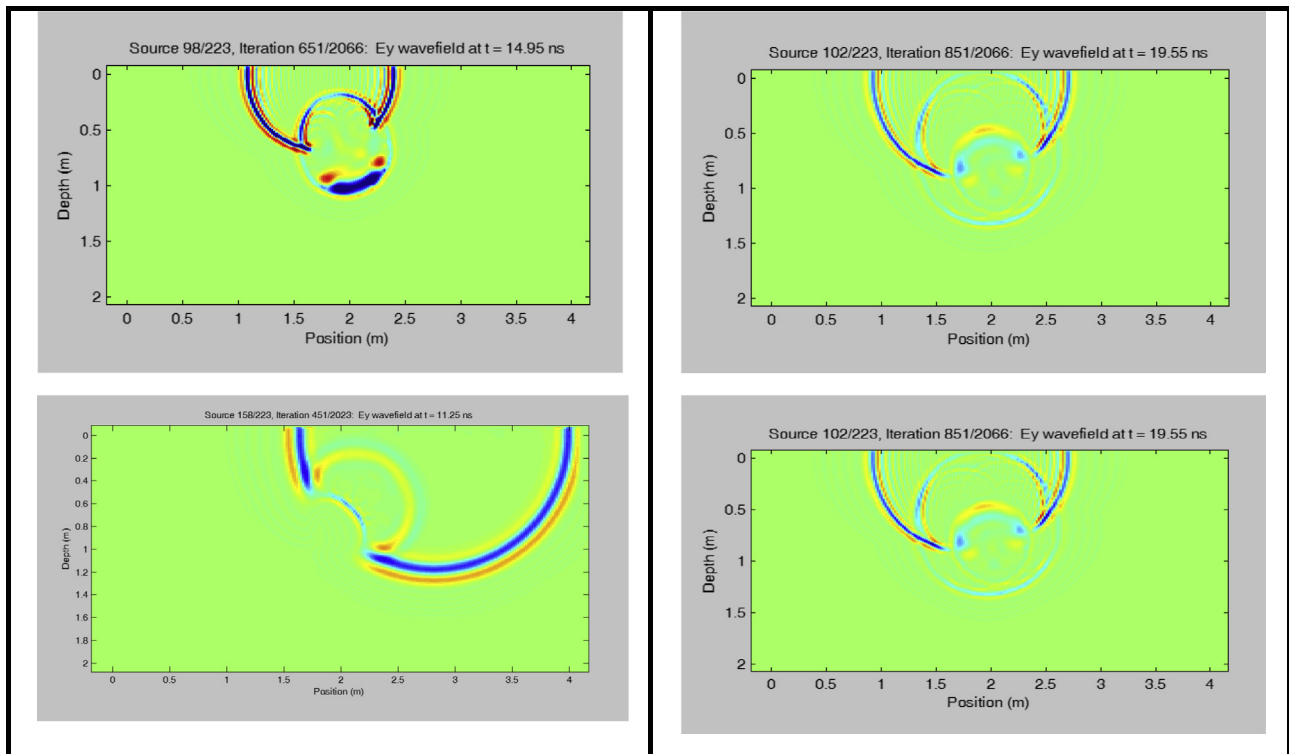 Source 98/223, Iteration 651/2066: Ey wavefield at t = 14.95 ns
0
0.5
1
1.5
2
Depth (m)
0 0.5 1 1.5 2 2.5 3 3.5 4
Position (m)
Source 102/223, Iteration 851/2066: Ey wavefield at t = 19.55 ns
0
0.5
1
1.5
2
Depth (m)
0 0.5 1 1.5 2 2.5 3 3.5 4
Position (m)
Source 158/223, Iteration 451/2023: Ey wavefield at t = 11.25 ns
0
0.2
0.4
0.6
0.8
1
1.2
1.4
1.6
1.8
2
Depth (m)
0 0.5 1 1.5 2 2.5 3 3.5 4
Position (m)
Source 102/223, Iteration 851/2066: Ey wavefield at t = 19.55 ns
0
0.5
1
1.5
2
Depth (m)
0 0.5 1 1.5 2 2.5 3 3.5 4
Position (m)